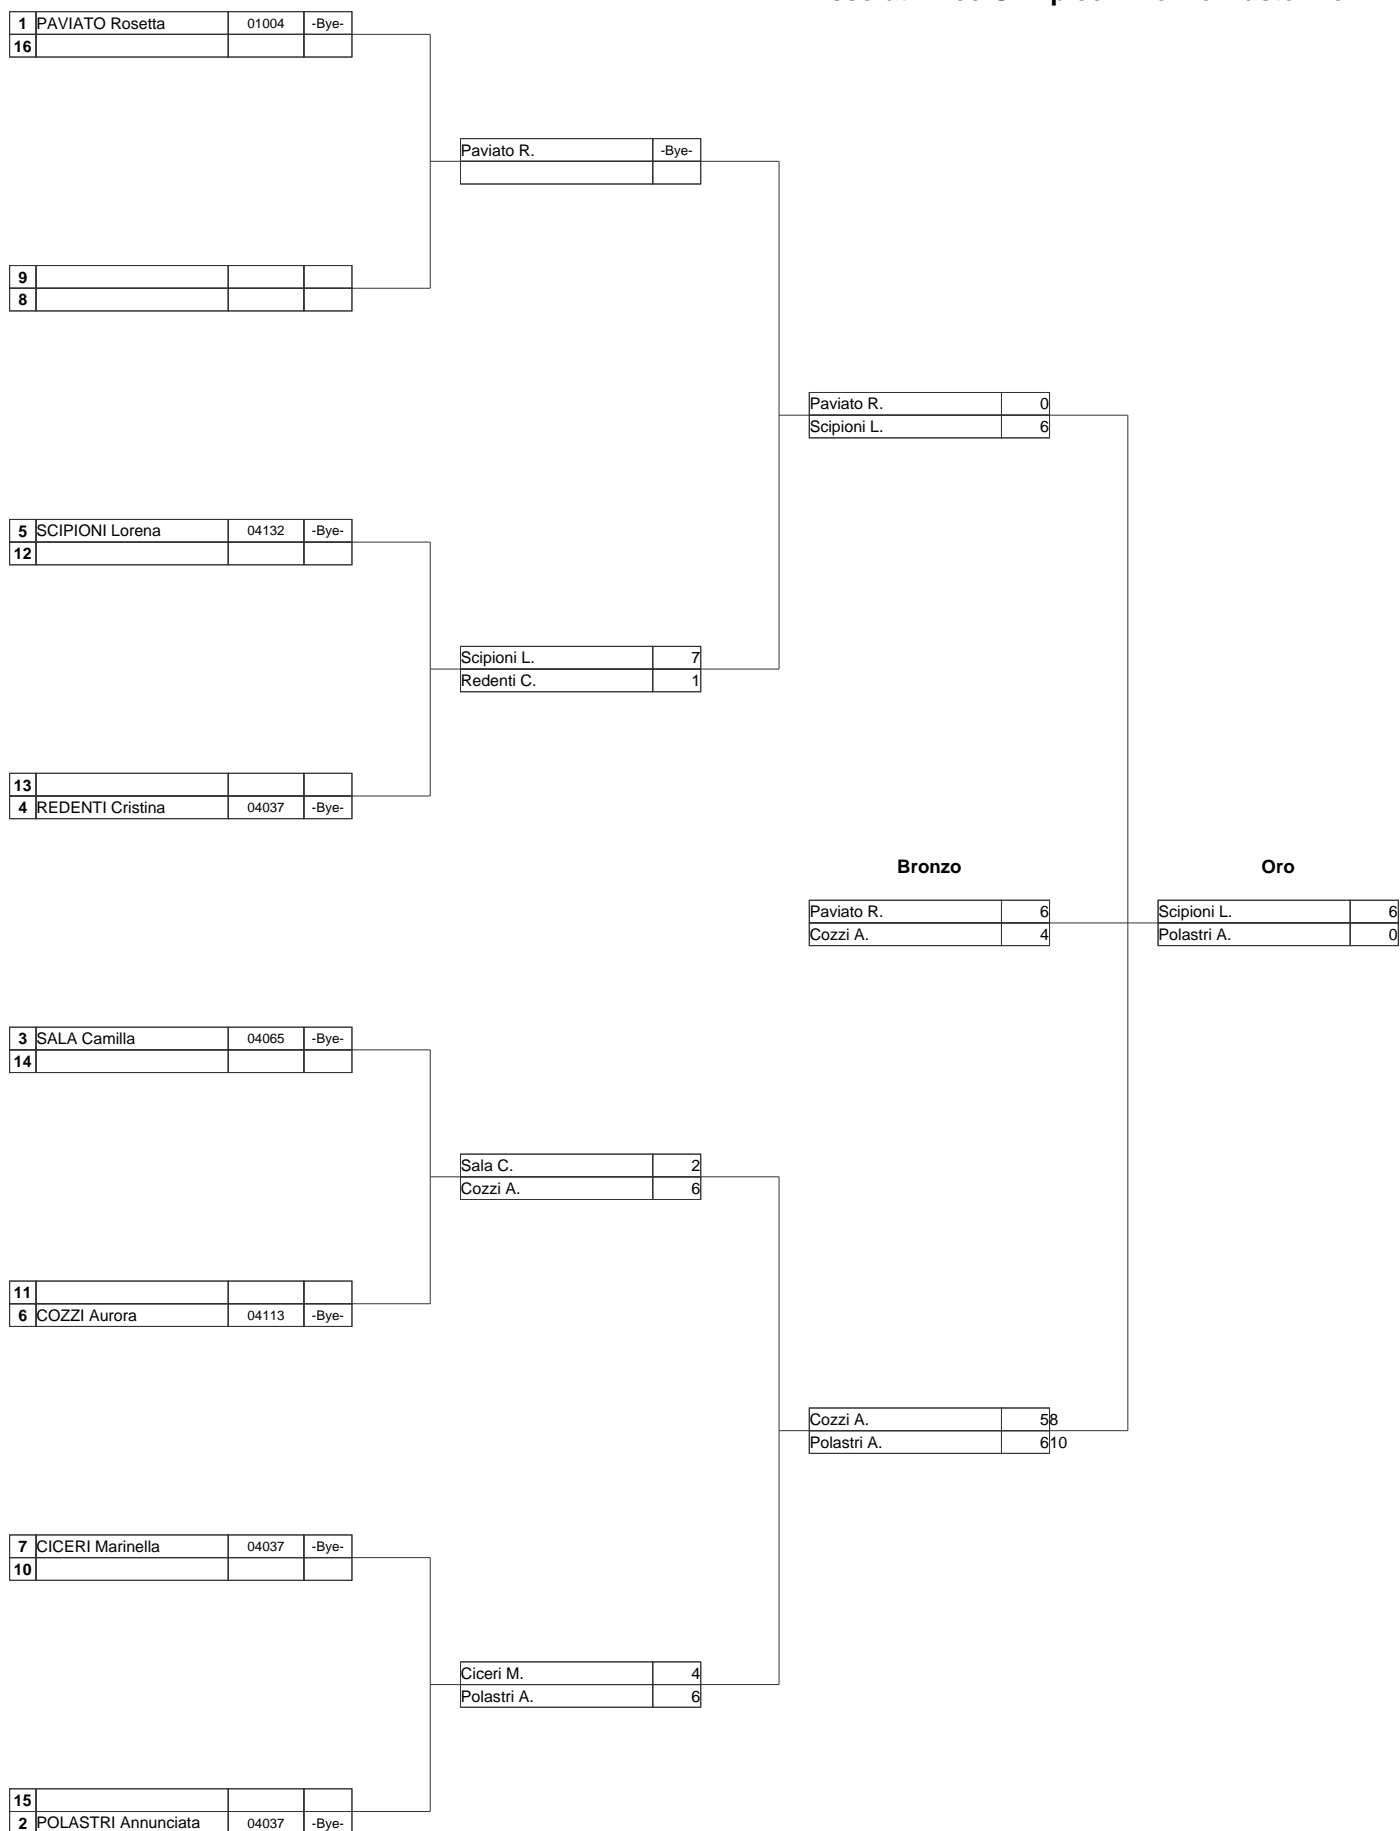 1 PAVIATO Rosetta 01004 -Bye-
16
Paviato R. -Bye-
9
8
Paviato R. 0
Scipioni L. 6
5 SCIPIONI Lorena 04132 -Bye-
12
Scipioni L. 7
Redenti C. 1
13
4 REDENTI Cristina 04037 -Bye-
Bronzo Oro
Paviato R. 6 Scipioni L. 6
Cozzi A. 4 Polastri A. 0
3 SALA Camilla 04065 -Bye-
14
Sala C. 2
Cozzi A. 6
11
6 COZZI Aurora 04113 -Bye-
Cozzi A. 5 8
Polastri A. 6 10
7 CICERI Marinella 04037 -Bye-
10
Ciceri M. 4
Polastri A. 6
15
2 POLASTRI Annunciata 04037 -Bye-